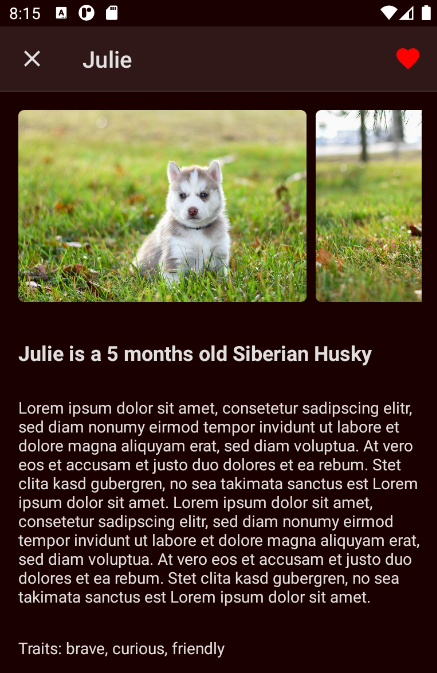 8:15
A
Julie
Julie is a 5 months old Siberian Husky
Lorem ipsum dolor sit amet, consetetur sadipscing elitr,
sed diam nonumy eirmod tempor invidunt ut labore et
dolore magna aliquyam erat, sed diam voluptua. At vero
eos et accusam et justo duo dolores et ea rebum. Stet
clita kasd gubergren, no sea takimata sanctus est Lorem
ipsum dolor sit amet. Lorem ipsum dolor sit amet,
consetetur sadipscing elitr, sed diam nonumy eirmod
tempor invidunt ut labore et dolore magna aliquyam erat,
sed diam voluptua. At vero eos et accusam et justo duo
dolores et ea rebum. Stet clita kasd gubergren, no sea
takimata sanctus est Lorem ipsum dolor sit amet.
Traits: brave, curious, friendly